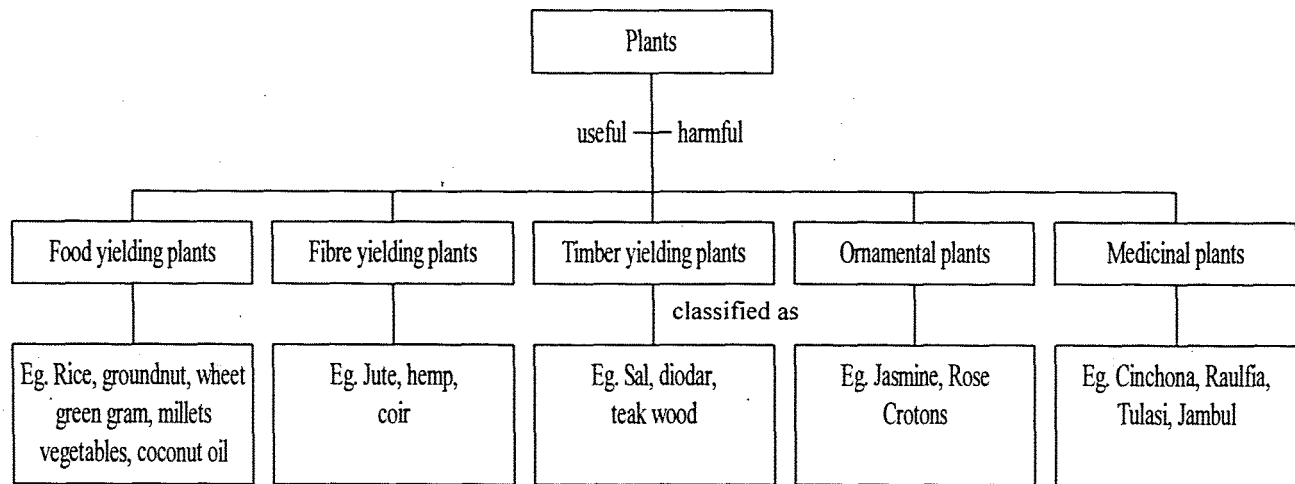 Plants
useful harmful
Food yielding plants
Fibre yielding plants
Timber yielding plants
Ornamental plants
Medicinal plants
classified as
Eg. Rice, groundnut, wheet
green gram, millets
vegetables, coconut oil
Eg. Jute, hemp,
coir
Eg. Sal, diodar,
teak wood
Eg. Jasmine, Rose
Crotons
Eg. Cinchona, Raulfia,
Tulasi, Jambul